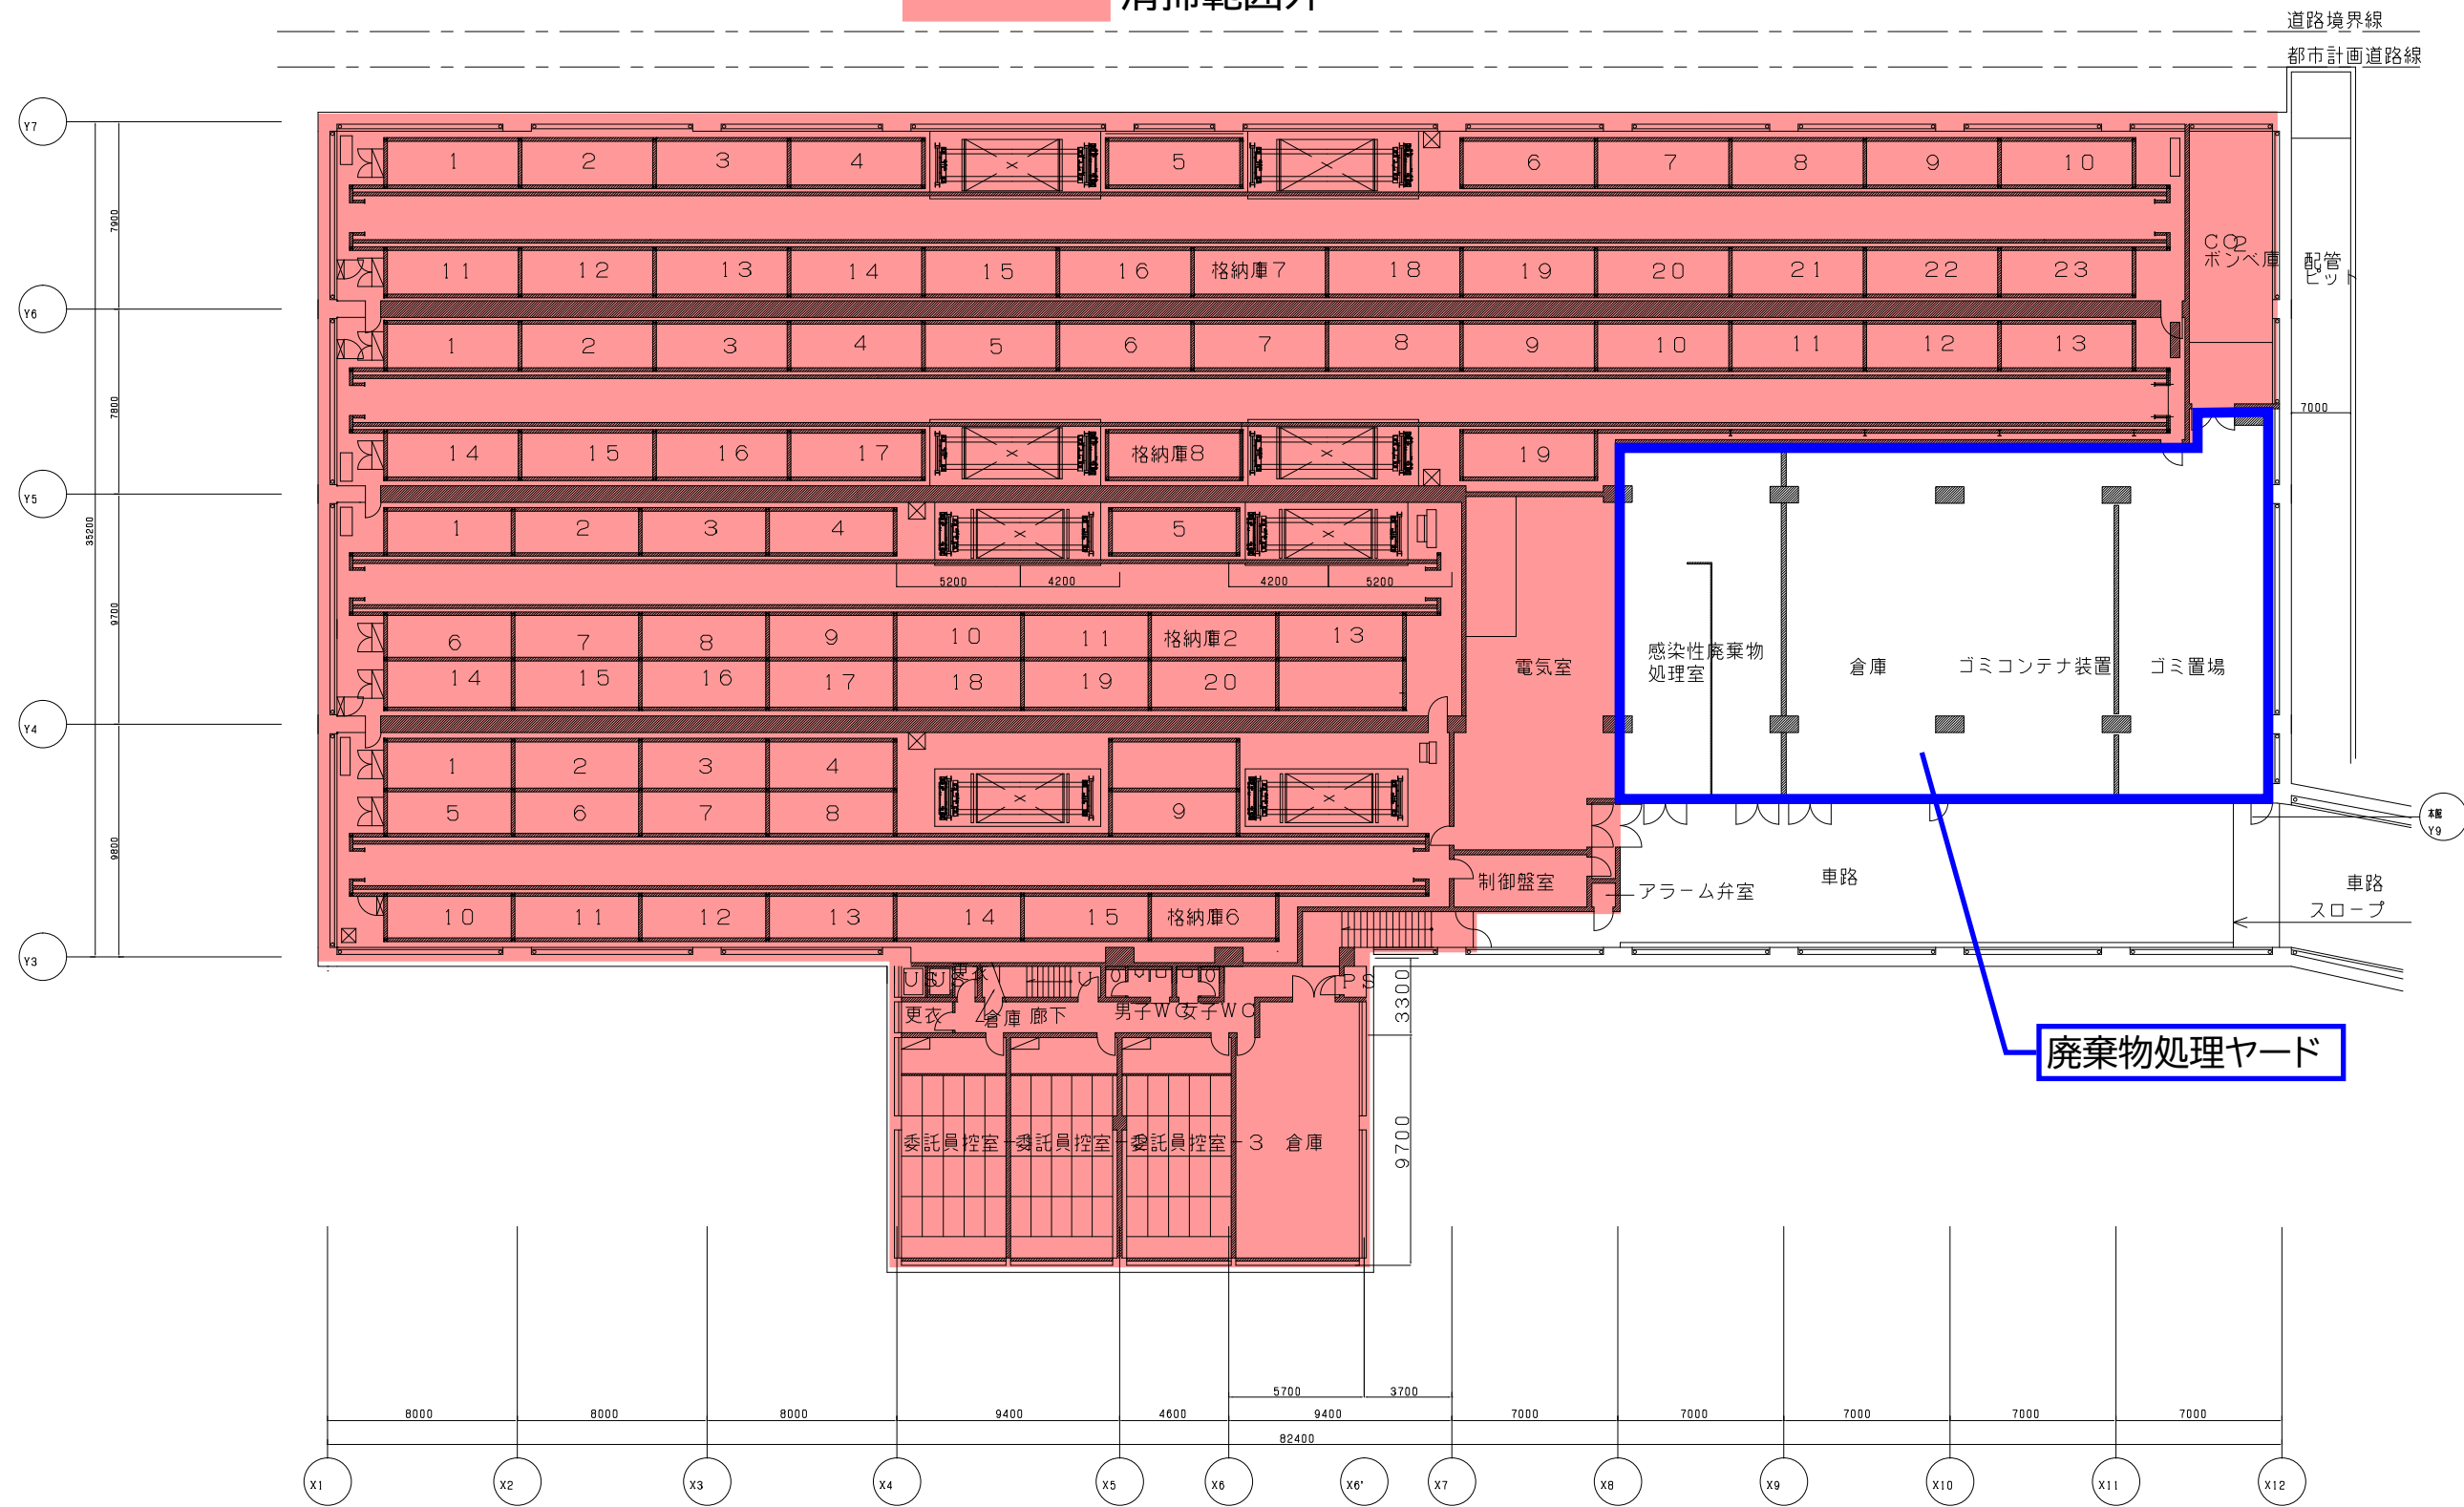 清掃範囲外
道路境界線
都市計画道路線
Y7
1 2 3 4 5 6 7 8 9 10
7900
CO2
ボンベ庫
配管
ピット
11 12 13 14 15 16 格納庫7 18 19 20 21 22 23
Y6
1 2 3 4 5 6 7 8 9 10 11 12 13
7800
7000
14 15 16 17 格納庫8 19
Y5
1 2 3 4 5
35200
5200 4200 4200 5200
9700
6 7 8 9 10 11 格納庫2 13
14 15 16 17 18 19 20
電気室
感染性廃棄物
処理室
倉庫
ゴミコンテナ装置
ゴミ置場
Y4
1 2 3 4
5 6 7 8 9
Y9
9800
制御盤室
アラーム弁室
車路
車路
スロープ
10 11 12 13 14 15 格納庫6
Y3
US US 更衣 U PS
3300
更衣 倉庫 廊下 男子WC 女子WC
廃棄物処理ヤード
委託員控室 委託員控室 委託員控室-3 倉庫
9700
5700 3700
8000 8000 8000 9400 4600 9400 7000 7000 7000 7000 7000
82400
X1 X2 X3 X4 X5 X6 X6' X7 X8 X9 X10 X11 X12